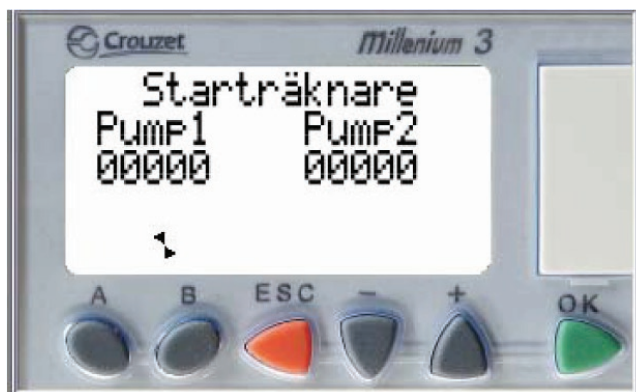 Crouzet Millenium 3
Starträknare
Pump1 Pump2
00000 00000
A B ESC - + OK